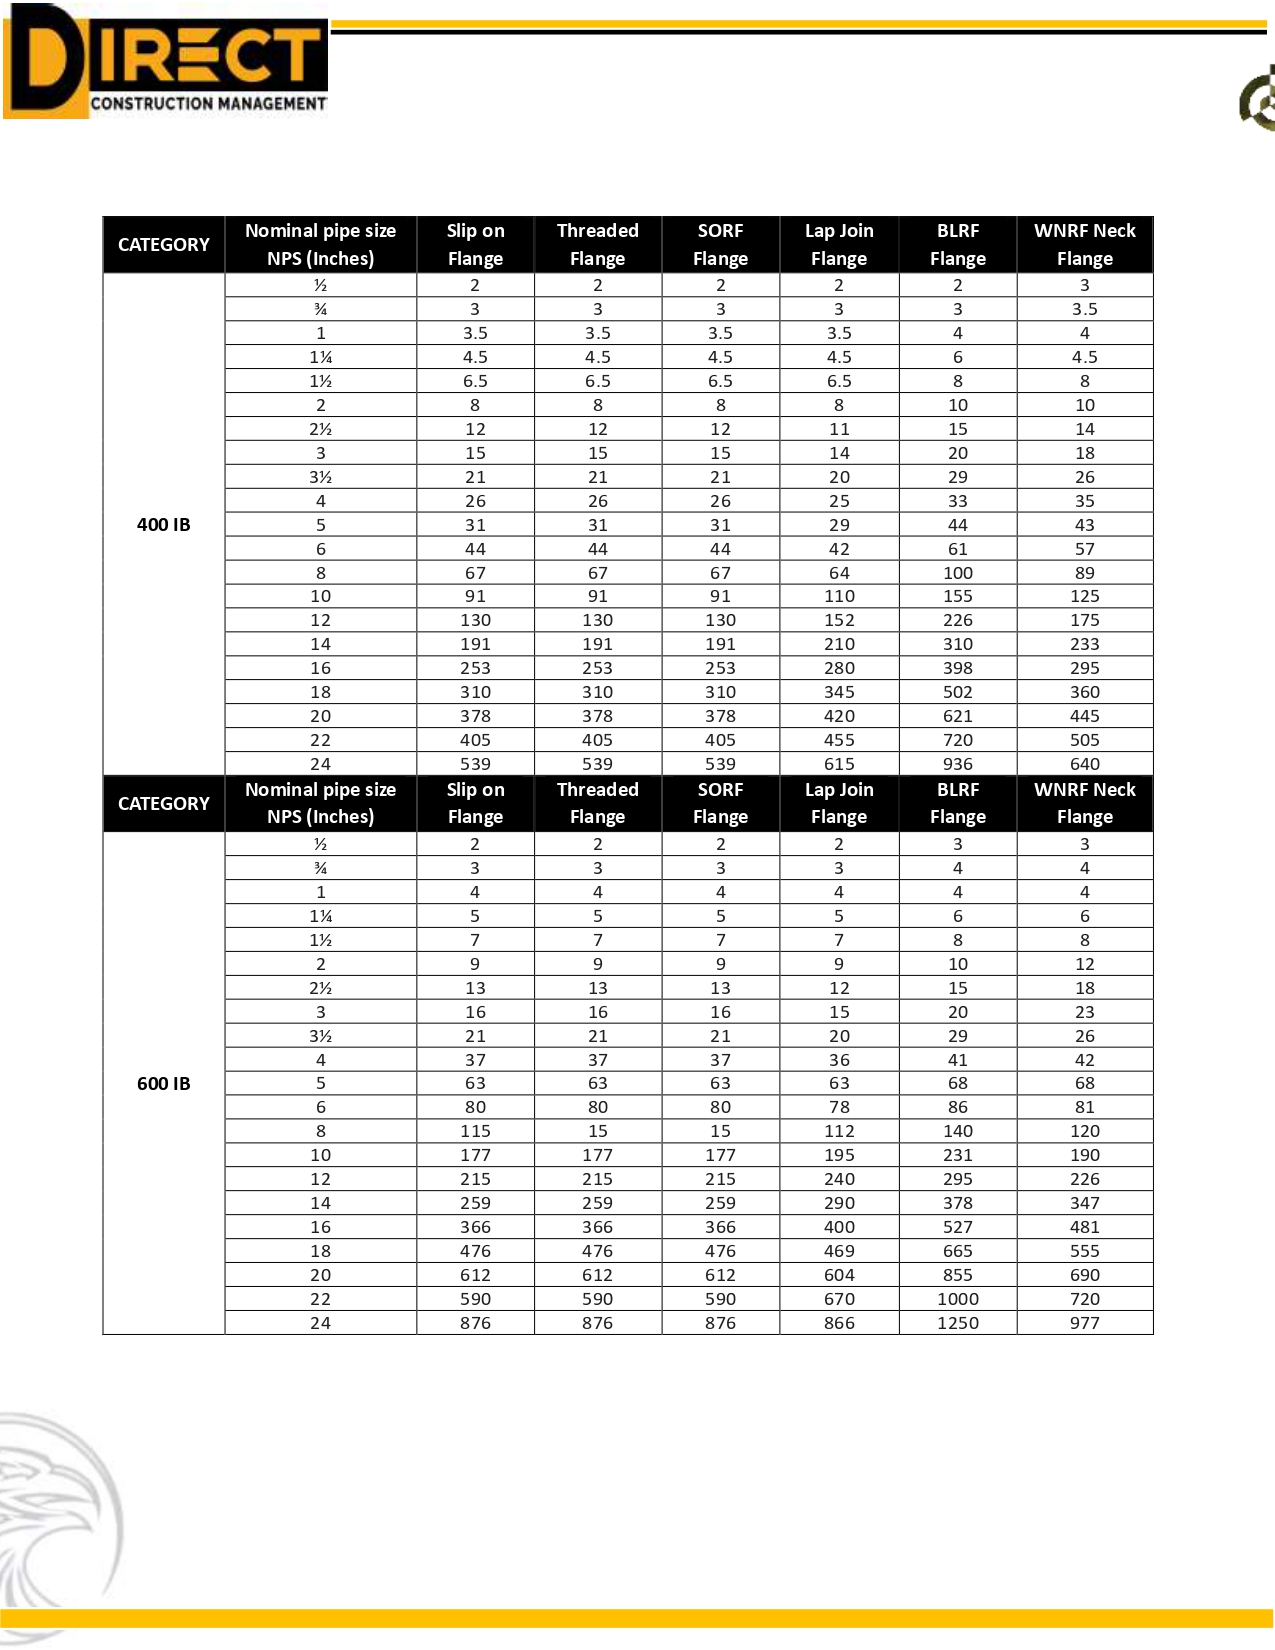 DIRECT
CONSTRUCTION MANAGEMENT
CATEGORY Nominal pipe size NPS (Inches) Slip on Flange Threaded Flange SORF Flange Lap Join Flange BLRF Flange WNRF Neck Flange
½ 2 2 2 2 2 3
¾ 3 3 3 3 3 3.5
1 3.5 3.5 3.5 3.5 4 4
1¼ 4.5 4.5 4.5 4.5 6 4.5
1½ 6.5 6.5 6.5 6.5 8 8
2 8 8 8 8 10 10
2½ 12 12 12 11 15 14
3 15 15 15 14 20 18
3½ 21 21 21 20 29 26
4 26 26 26 25 33 35
400 IB 5 31 31 31 29 44 43
6 44 44 44 42 61 57
8 67 67 67 64 100 89
10 91 91 91 110 155 125
12 130 130 130 152 226 175
14 191 191 191 210 310 233
16 253 253 253 280 398 295
18 310 310 310 345 502 360
20 378 378 378 420 621 445
22 405 405 405 455 720 505
24 539 539 539 615 936 640
CATEGORY Nominal pipe size NPS (Inches) Slip on Flange Threaded Flange SORF Flange Lap Join Flange BLRF Flange WNRF Neck Flange
½ 2 2 2 2 3 3
¾ 3 3 3 3 4 4
1 4 4 4 4 4 4
1¼ 5 5 5 5 6 6
1½ 7 7 7 7 8 8
2 9 9 9 9 10 12
2½ 13 13 13 12 15 18
3 16 16 16 15 20 23
3½ 21 21 21 20 29 26
4 37 37 37 36 41 42
600 IB 5 63 63 63 63 68 68
6 80 80 80 78 86 81
8 115 15 15 112 140 120
10 177 177 177 195 231 190
12 215 215 215 240 295 226
14 259 259 259 290 378 347
16 366 366 366 400 527 481
18 476 476 476 469 665 555
20 612 612 612 604 855 690
22 590 590 590 670 1000 720
24 876 876 876 866 1250 977